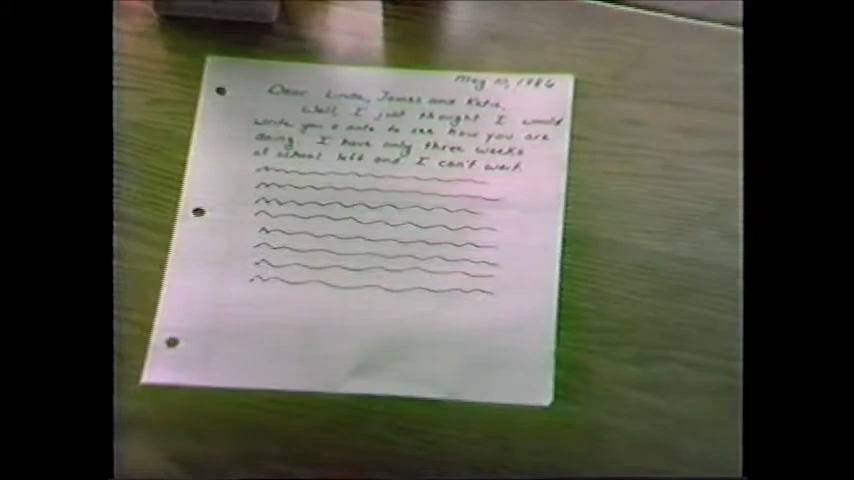 May 10, 1986
Dear Linda, James and Katie,
Well, I just thought I would
write you a note to see how you are
doing. I have only three weeks
at school left and I can't wait.